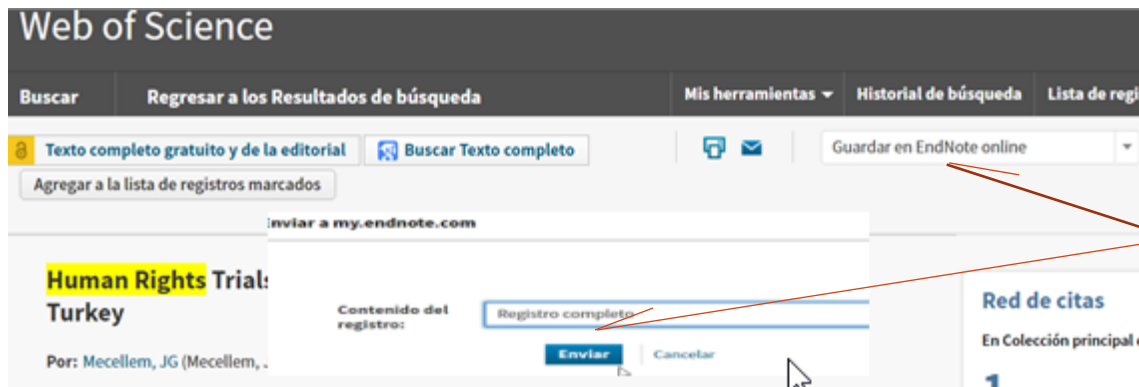 Web of Science
Buscar Regresar a los Resultados de búsqueda Mis herramientas Historial de búsqueda Lista de regi
Texto completo gratuito y de la editorial Buscar Texto completo Guardar en EndNote online
Agregar a la lista de registros marcados
Enviar a my.endnote.com
Human Rights Trials
Turkey
Contenido del
registro:
Registro completo
Enviar Cancelar
Por: Mecellem, JG (Mecellem, .
Red de citas
En Colección principal
1